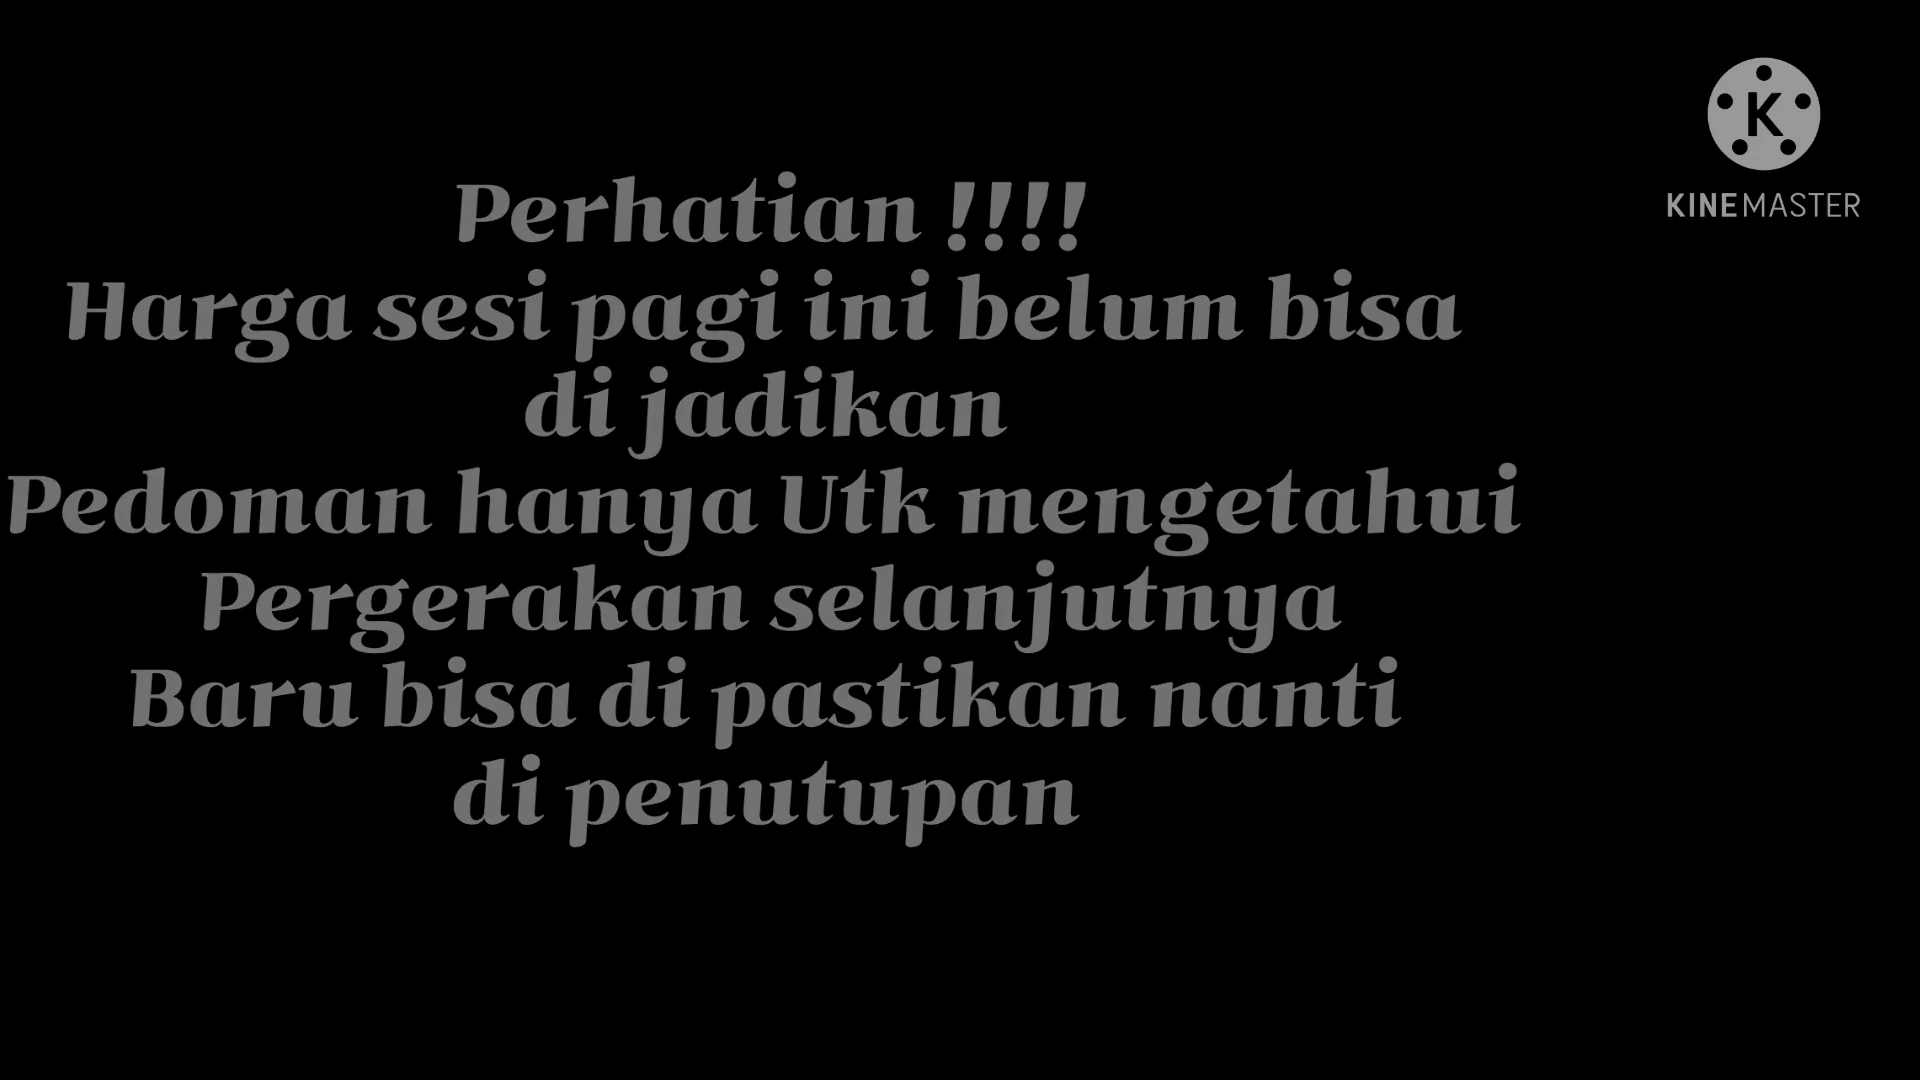 Perhatian !!!!
Harga sesi pagi ini belum bisa
di jadikan
Pedoman hanya Utk mengetahui
Pergerakan selanjutnya
Baru bisa di pastikan nanti
di penutupan
K
KINEMASTER